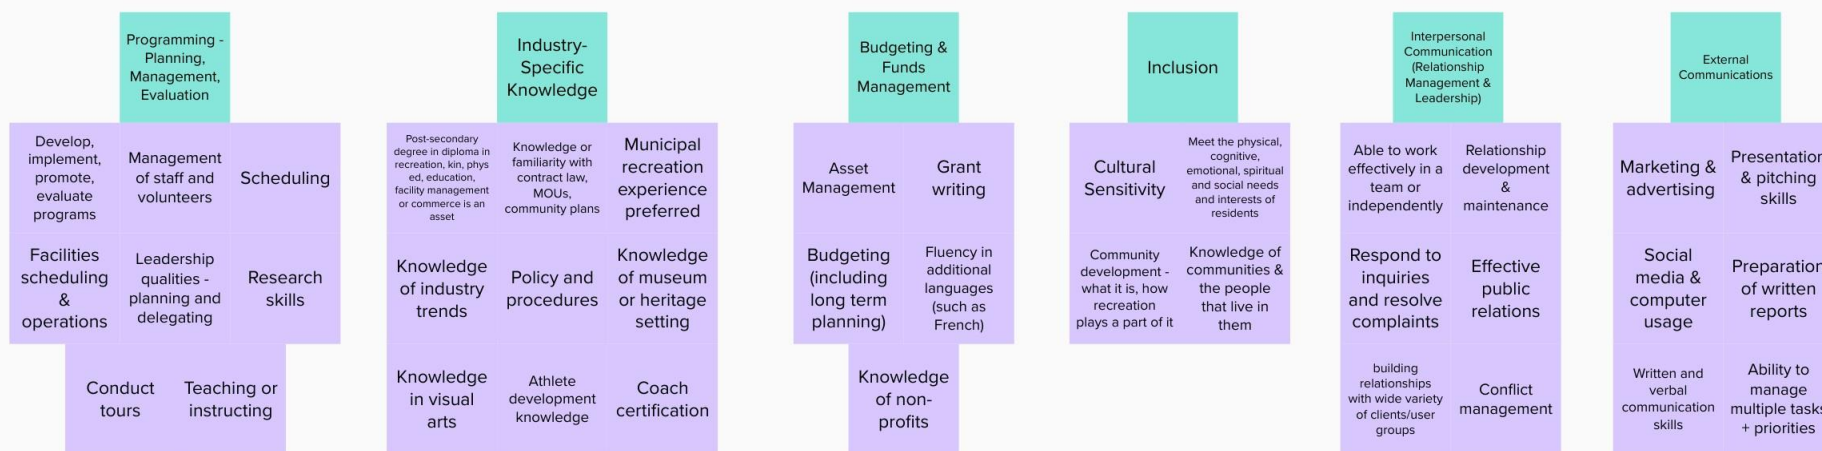 Programming -
Planning,
Management,
Evaluation
Develop,
implement,
promote,
evaluate
programs
Management
of staff and
volunteers
Scheduling
Facilities
scheduling
&
operations
Leadership
qualities -
planning and
delegating
Research
skills
Conduct
tours
Teaching or
instructing
Industry-
Specific
Knowledge
Post-secondary
degree in diploma in
recreation, kin, phys
ed, education,
facility management
or commerce is an
asset
Knowledge or
familiarity with
contract law,
MOUs,
community plans
Municipal
recreation
experience
preferred
Knowledge
of industry
trends
Policy and
procedures
Knowledge
of museum
or heritage
setting
Knowledge
in visual
arts
Athlete
development
knowledge
Coach
certification
Budgeting &
Funds
Management
Asset
Management
Grant
writing
Budgeting
(including
long term
planning)
Fluency in
additional
languages
(such as
French)
Knowledge
of non-
profits
Inclusion
Cultural
Sensitivity
Meet the physical,
cognitive,
emotional, spiritual
and social needs
and interests of
residents
Community
development -
what it is, how
recreation
plays a part of it
Knowledge of
communities &
the people
that live in
them
Interpersonal
Communication
(Relationship
Management &
Leadership)
Able to work
effectively in a
team or
independently
Relationship
development
&
maintenance
Respond to
inquiries
and resolve
complaints
Effective
public
relations
building
relationships
with wide variety
of clients/user
groups
Conflict
management
External
Communications
Marketing &
advertising
Presentation
& pitching
skills
Social
media &
computer
usage
Preparation
of written
reports
Written and
verbal
communication
skills
Ability to
manage
multiple tasks
+ priorities